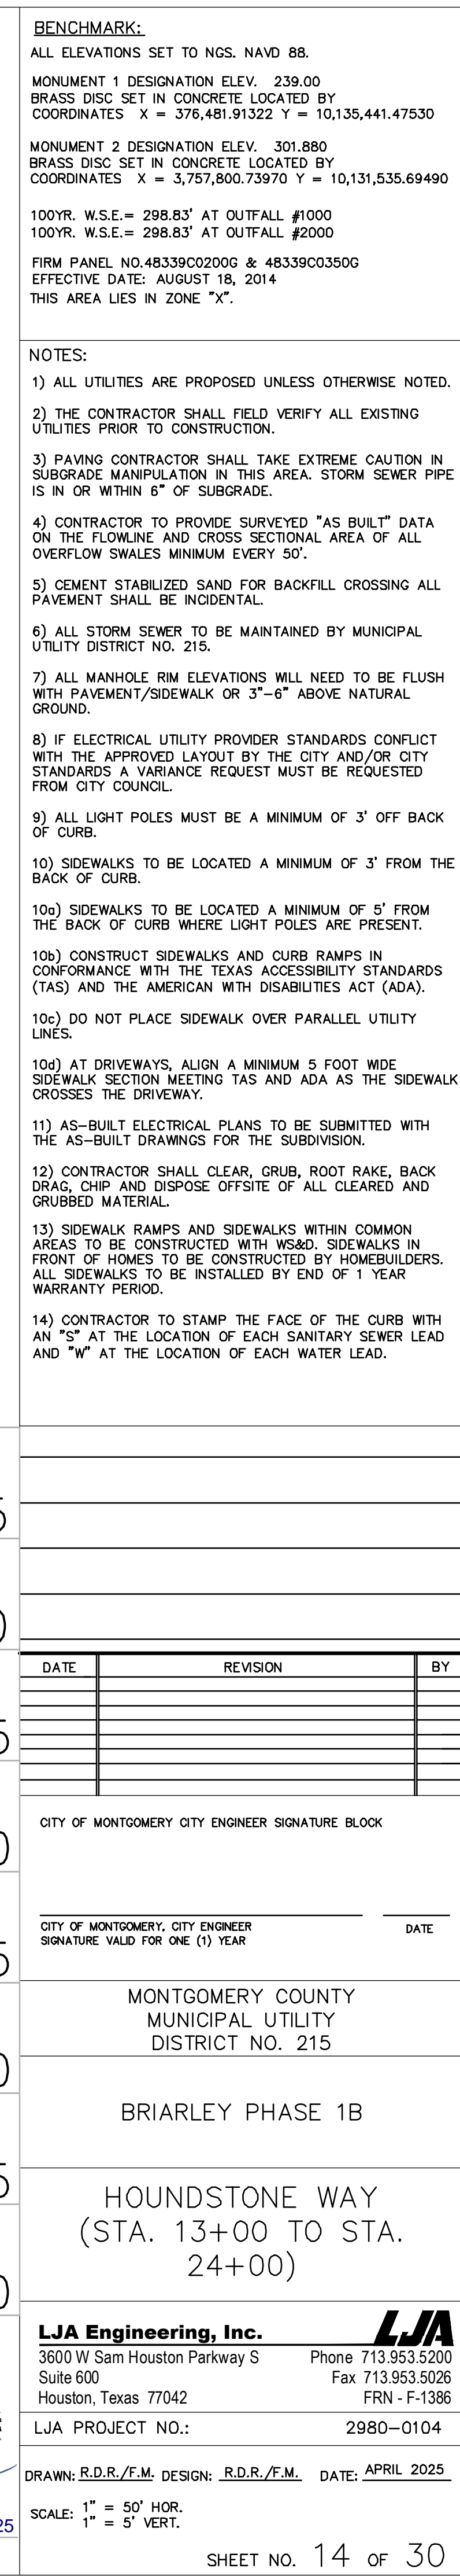 BENCHMARK:
ALL ELEVATIONS SET TO NGS. NAVD 88.
MONUMENT 1 DESIGNATION ELEV. 239.00
BRASS DISC SET IN CONCRETE LOCATED BY
COORDINATES X = 376,481.91322 Y = 10,135,441.47530
MONUMENT 2 DESIGNATION ELEV. 301.880
BRASS DISC SET IN CONCRETE LOCATED BY
COORDINATES X = 3,757,800.73970 Y = 10,131,535.69490
100YR. W.S.E.= 298.83' AT OUTFALL #1000
100YR. W.S.E.= 298.83' AT OUTFALL #2000
FIRM PANEL NO.48339C0200G & 48339C0350G
EFFECTIVE DATE: AUGUST 18, 2014
THIS AREA LIES IN ZONE "X".
NOTES:
1) ALL UTILITIES ARE PROPOSED UNLESS OTHERWISE NOTED.
2) THE CONTRACTOR SHALL FIELD VERIFY ALL EXISTING
UTILITIES PRIOR TO CONSTRUCTION.
3) PAVING CONTRACTOR SHALL TAKE EXTREME CAUTION IN
SUBGRADE MANIPULATION IN THIS AREA. STORM SEWER PIPE
IS IN OR WITHIN 6" OF SUBGRADE.
4) CONTRACTOR TO PROVIDE SURVEYED "AS BUILT" DATA
ON THE FLOWLINE AND CROSS SECTIONAL AREA OF ALL
OVERFLOW SWALES MINIMUM EVERY 50'.
5) CEMENT STABILIZED SAND FOR BACKFILL CROSSING ALL
PAVEMENT SHALL BE INCIDENTAL.
6) ALL STORM SEWER TO BE MAINTAINED BY MUNICIPAL
UTILITY DISTRICT NO. 215.
7) ALL MANHOLE RIM ELEVATIONS WILL NEED TO BE FLUSH
WITH PAVEMENT/SIDEWALK OR 3"-6" ABOVE NATURAL
GROUND.
8) IF ELECTRICAL UTILITY PROVIDER STANDARDS CONFLICT
WITH THE APPROVED LAYOUT BY THE CITY AND/OR CITY
STANDARDS A VARIANCE REQUEST MUST BE REQUESTED
FROM CITY COUNCIL.
9) ALL LIGHT POLES MUST BE A MINIMUM OF 3' OFF BACK
OF CURB.
10) SIDEWALKS TO BE LOCATED A MINIMUM OF 3' FROM THE
BACK OF CURB.
10a) SIDEWALKS TO BE LOCATED A MINIMUM OF 5' FROM
THE BACK OF CURB WHERE LIGHT POLES ARE PRESENT.
10b) CONSTRUCT SIDEWALKS AND CURB RAMPS IN
CONFORMANCE WITH THE TEXAS ACCESSIBILITY STANDARDS
(TAS) AND THE AMERICAN WITH DISABILITIES ACT (ADA).
10c) DO NOT PLACE SIDEWALK OVER PARALLEL UTILITY
LINES.
10d) AT DRIVEWAYS, ALIGN A MINIMUM 5 FOOT WIDE
SIDEWALK SECTION MEETING TAS AND ADA AS THE SIDEWALK
CROSSES THE DRIVEWAY.
11) AS-BUILT ELECTRICAL PLANS TO BE SUBMITTED WITH
THE AS-BUILT DRAWINGS FOR THE SUBDIVISION.
12) CONTRACTOR SHALL CLEAR, GRUB, ROOT RAKE, BACK
DRAG, CHIP AND DISPOSE OFFSITE OF ALL CLEARED AND
GRUBBED MATERIAL.
13) SIDEWALK RAMPS AND SIDEWALKS WITHIN COMMON
AREAS TO BE CONSTRUCTED WITH WS&D. SIDEWALKS IN
FRONT OF HOMES TO BE CONSTRUCTED BY HOMEBUILDERS.
ALL SIDEWALKS TO BE INSTALLED BY END OF 1 YEAR
WARRANTY PERIOD.
14) CONTRACTOR TO STAMP THE FACE OF THE CURB WITH
AN "S" AT THE LOCATION OF EACH SANITARY SEWER LEAD
AND "W" AT THE LOCATION OF EACH WATER LEAD.
DATE REVISION BY
CITY OF MONTGOMERY CITY ENGINEER SIGNATURE BLOCK
CITY OF MONTGOMERY, CITY ENGINEER DATE
SIGNATURE VALID FOR ONE (1) YEAR
MONTGOMERY COUNTY
MUNICIPAL UTILITY
DISTRICT NO. 215
BRIARLEY PHASE 1B
HOUNDSTONE WAY
(STA. 13+00 TO STA.
24+00)
LJA Engineering, Inc. LJA
3600 W Sam Houston Parkway S Phone 713.953.5200
Suite 600 Fax 713.953.5026
Houston, Texas 77042 FRN - F-1386
LJA PROJECT NO.: 2980-0104
DRAWN: R.D.R./F.M. DESIGN: R.D.R./F.M. DATE: APRIL 2025
SCALE: 1" = 50' HOR.
1" = 5' VERT.
SHEET NO. 14 OF 30